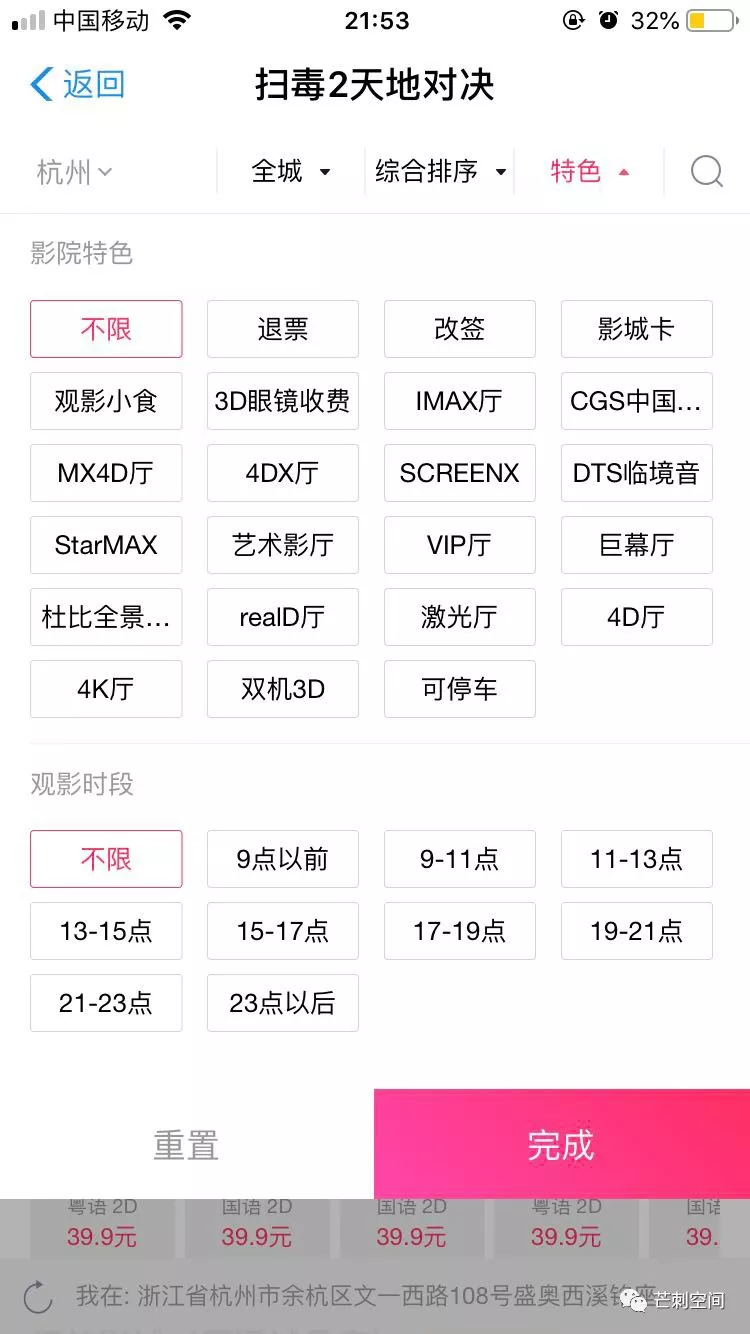 中国移动 21:53 32%
返回 扫毒2天地对决
杭州 全城 综合排序 特色
影院特色
不限 退票 改签 影城卡
观影小食 3D眼镜收费 IMAX厅 CGS中国...
MX4D厅 4DX厅 SCREENX DTS临境音
StarMAX 艺术影厅 VIP厅 巨幕厅
杜比全景... realD厅 激光厅 4D厅
4K厅 双机3D 可停车
观影时段
不限 9点以前 9-11点 11-13点
13-15点 15-17点 17-19点 19-21点
21-23点 23点以后
重置 完成
粤语 2D 国语 2D 国语 2D 粤语 2D 国语
39.9元 39.9元 39.9元 39.9元 39.
我在: 浙江省杭州市余杭区文一西路108号盛奥西溪铭座
芒刺空间